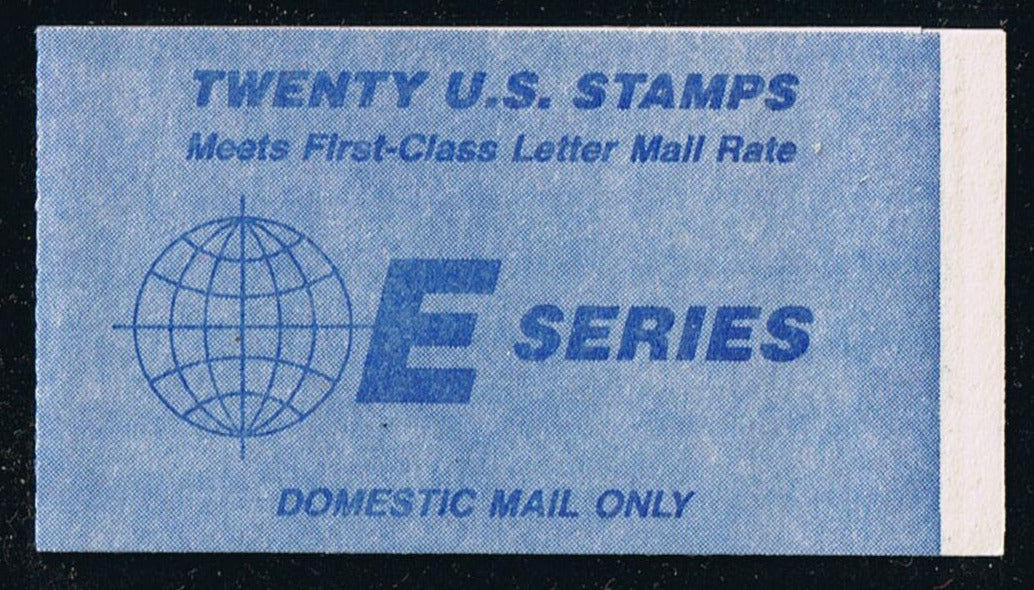 TWENTY U.S. STAMPS
Meets First-Class Letter Mail Rate
E SERIES
DOMESTIC MAIL ONLY